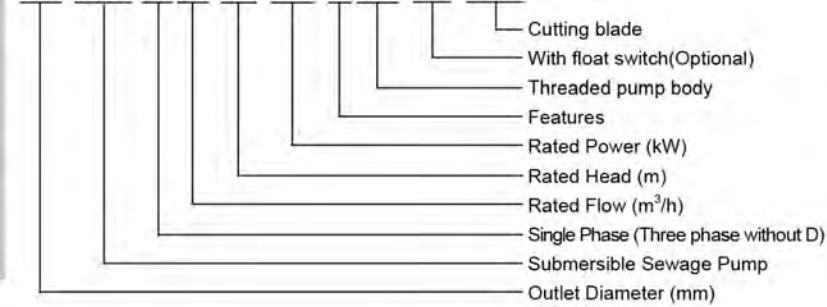 Cutting blade
With float switch(Optional)
Threaded pump body
Features
Rated Power (kW)
Rated Head (m)
Rated Flow (m³/h)
Single Phase (Three phase without D)
Submersible Sewage Pump
Outlet Diameter (mm)